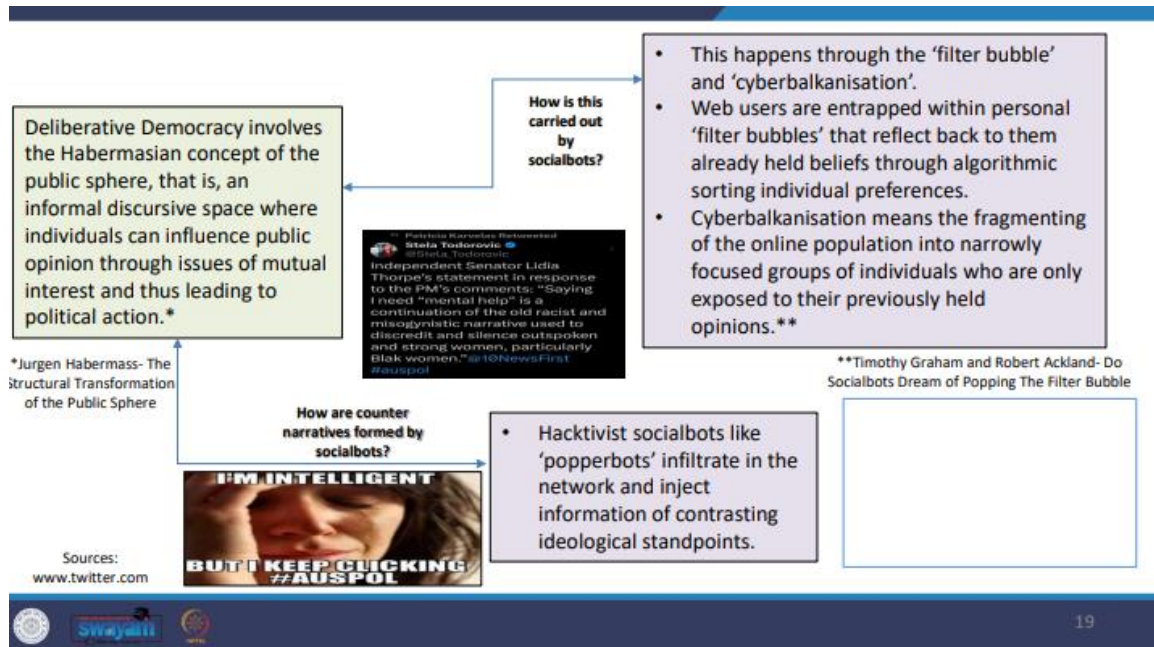 Deliberative Democracy involves
the Habermasian concept of the
public sphere, that is, an
informal discursive space where
individuals can influence public
opinion through issues of mutual
interest and thus leading to
political action.*
*Jurgen Habermass- The
Structural Transformation
of the Public Sphere
How is this
carried out
by
socialbots?
• This happens through the ‘filter bubble’
and ‘cyberbalkanisation’.
• Web users are entrapped within personal
‘filter bubbles’ that reflect back to them
already held beliefs through algorithmic
sorting individual preferences.
• Cyberbalkanisation means the fragmenting
of the online population into narrowly
focused groups of individuals who are only
exposed to their previously held
opinions.**
**Timothy Graham and Robert Ackland- Do
Socialbots Dream of Popping The Filter Bubble
Patricia Karvelas Retweeted
Stela Todorovic
@Stela_Todorovic
Independent Senator Lidia
Thorpe's statement in response
to the PM's comments: “Saying
I need “mental help” is a
continuation of the old racist and
misogynistic narrative used to
discredit and silence outspoken
and strong women, particularly
Blak women.”@10NewsFirst
#auspol
How are counter
narratives formed by
socialbots?
• Hacktivist socialbots like
‘popperbots’ infiltrate in the
network and inject
information of contrasting
ideological standpoints.
I'M INTELLIGENT
BUT I KEEP CLICKING
#AUSPOL
Sources:
www.twitter.com
swayam
19